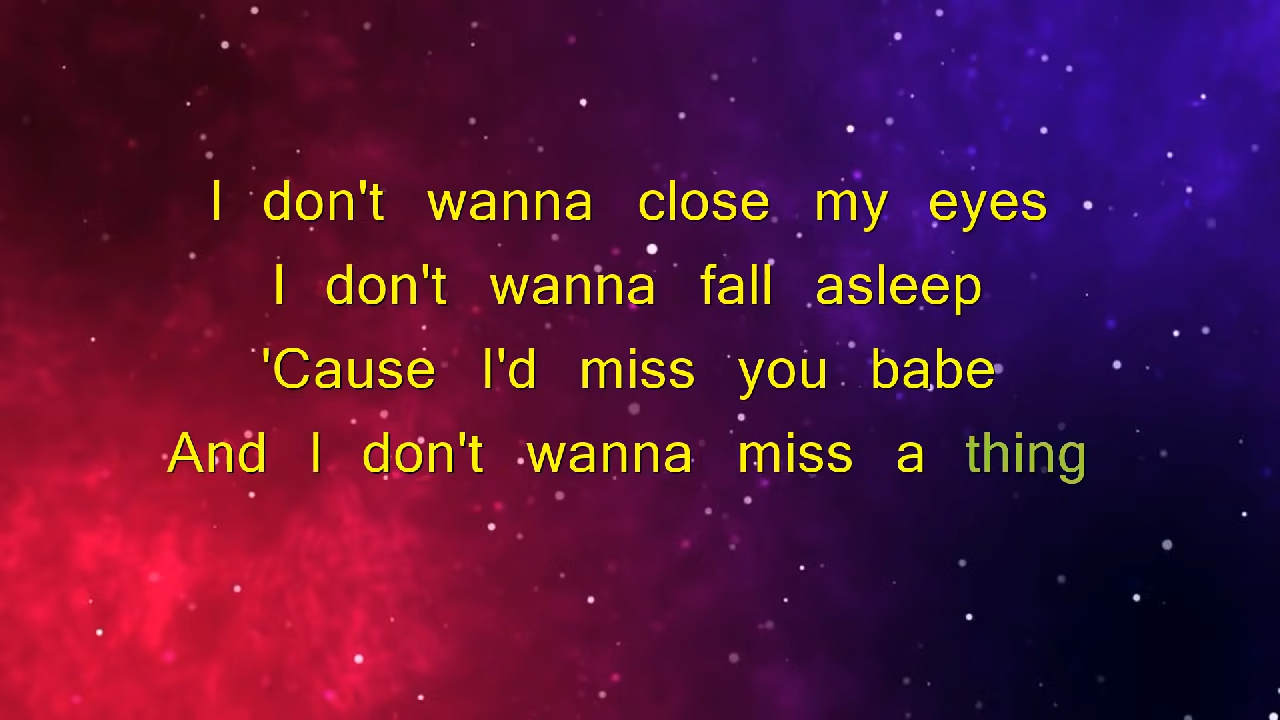 I don't wanna close my eyes
I don't wanna fall asleep
'Cause I'd miss you babe
And I don't wanna miss a thing